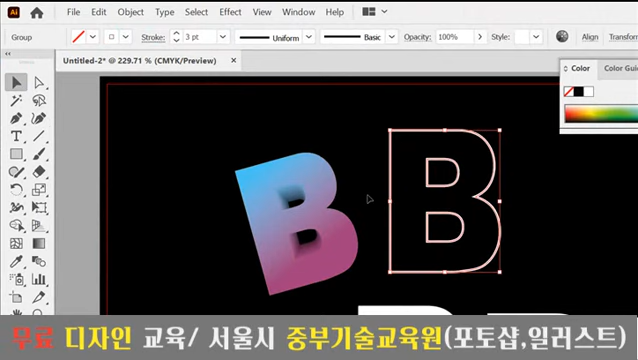 Ai File Edit Object Type Select Effect View Window Help
Group Stroke: 3 pt Uniform Basic Opacity: 100% Style: Align Transform
Untitled-2* @ 229.71 % (CMYK/Preview) ×
Color Color Gui
B B
무료 디자인 교육/ 서울시 중부기술교육원(포토샵,일러스트)